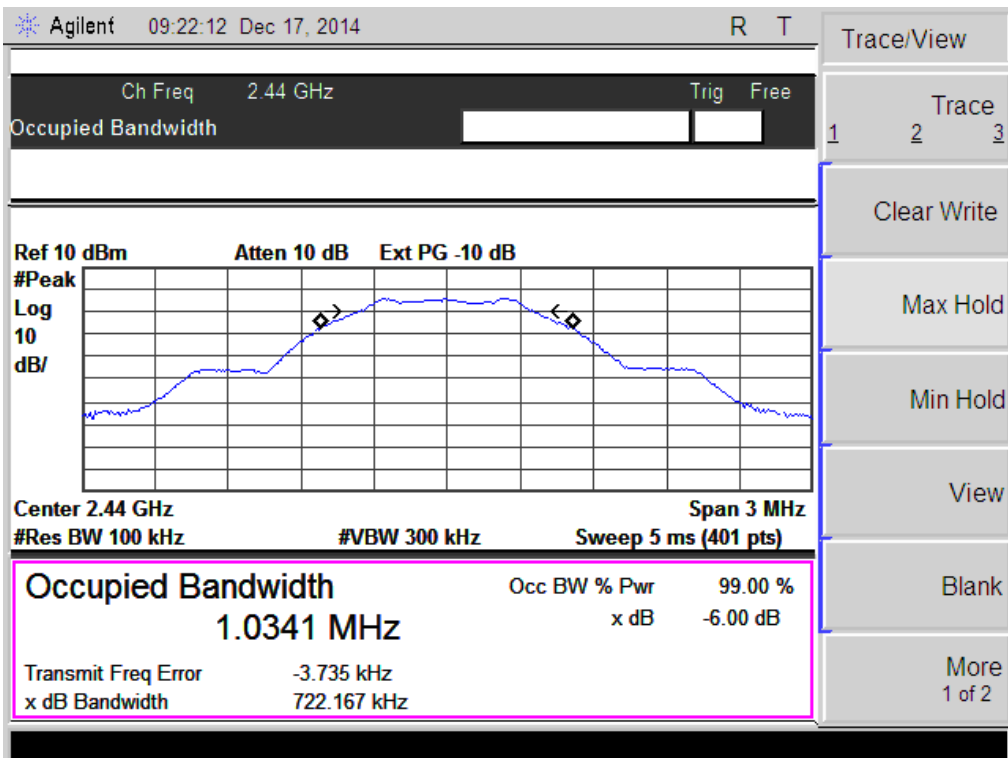 Agilent 09:22:12 Dec 17, 2014 R T
Trace/View
Ch Freq 2.44 GHz Trig Free
Occupied Bandwidth
Trace
1 2 3
Clear Write
Max Hold
Min Hold
View
Blank
More
1 of 2
Ref 10 dBm Atten 10 dB Ext PG -10 dB
#Peak
Log
10
dB/
Center 2.44 GHz Span 3 MHz
#Res BW 100 kHz #VBW 300 kHz Sweep 5 ms (401 pts)
Occupied Bandwidth Occ BW % Pwr 99.00 %
1.0341 MHz x dB -6.00 dB
Transmit Freq Error -3.735 kHz
x dB Bandwidth 722.167 kHz